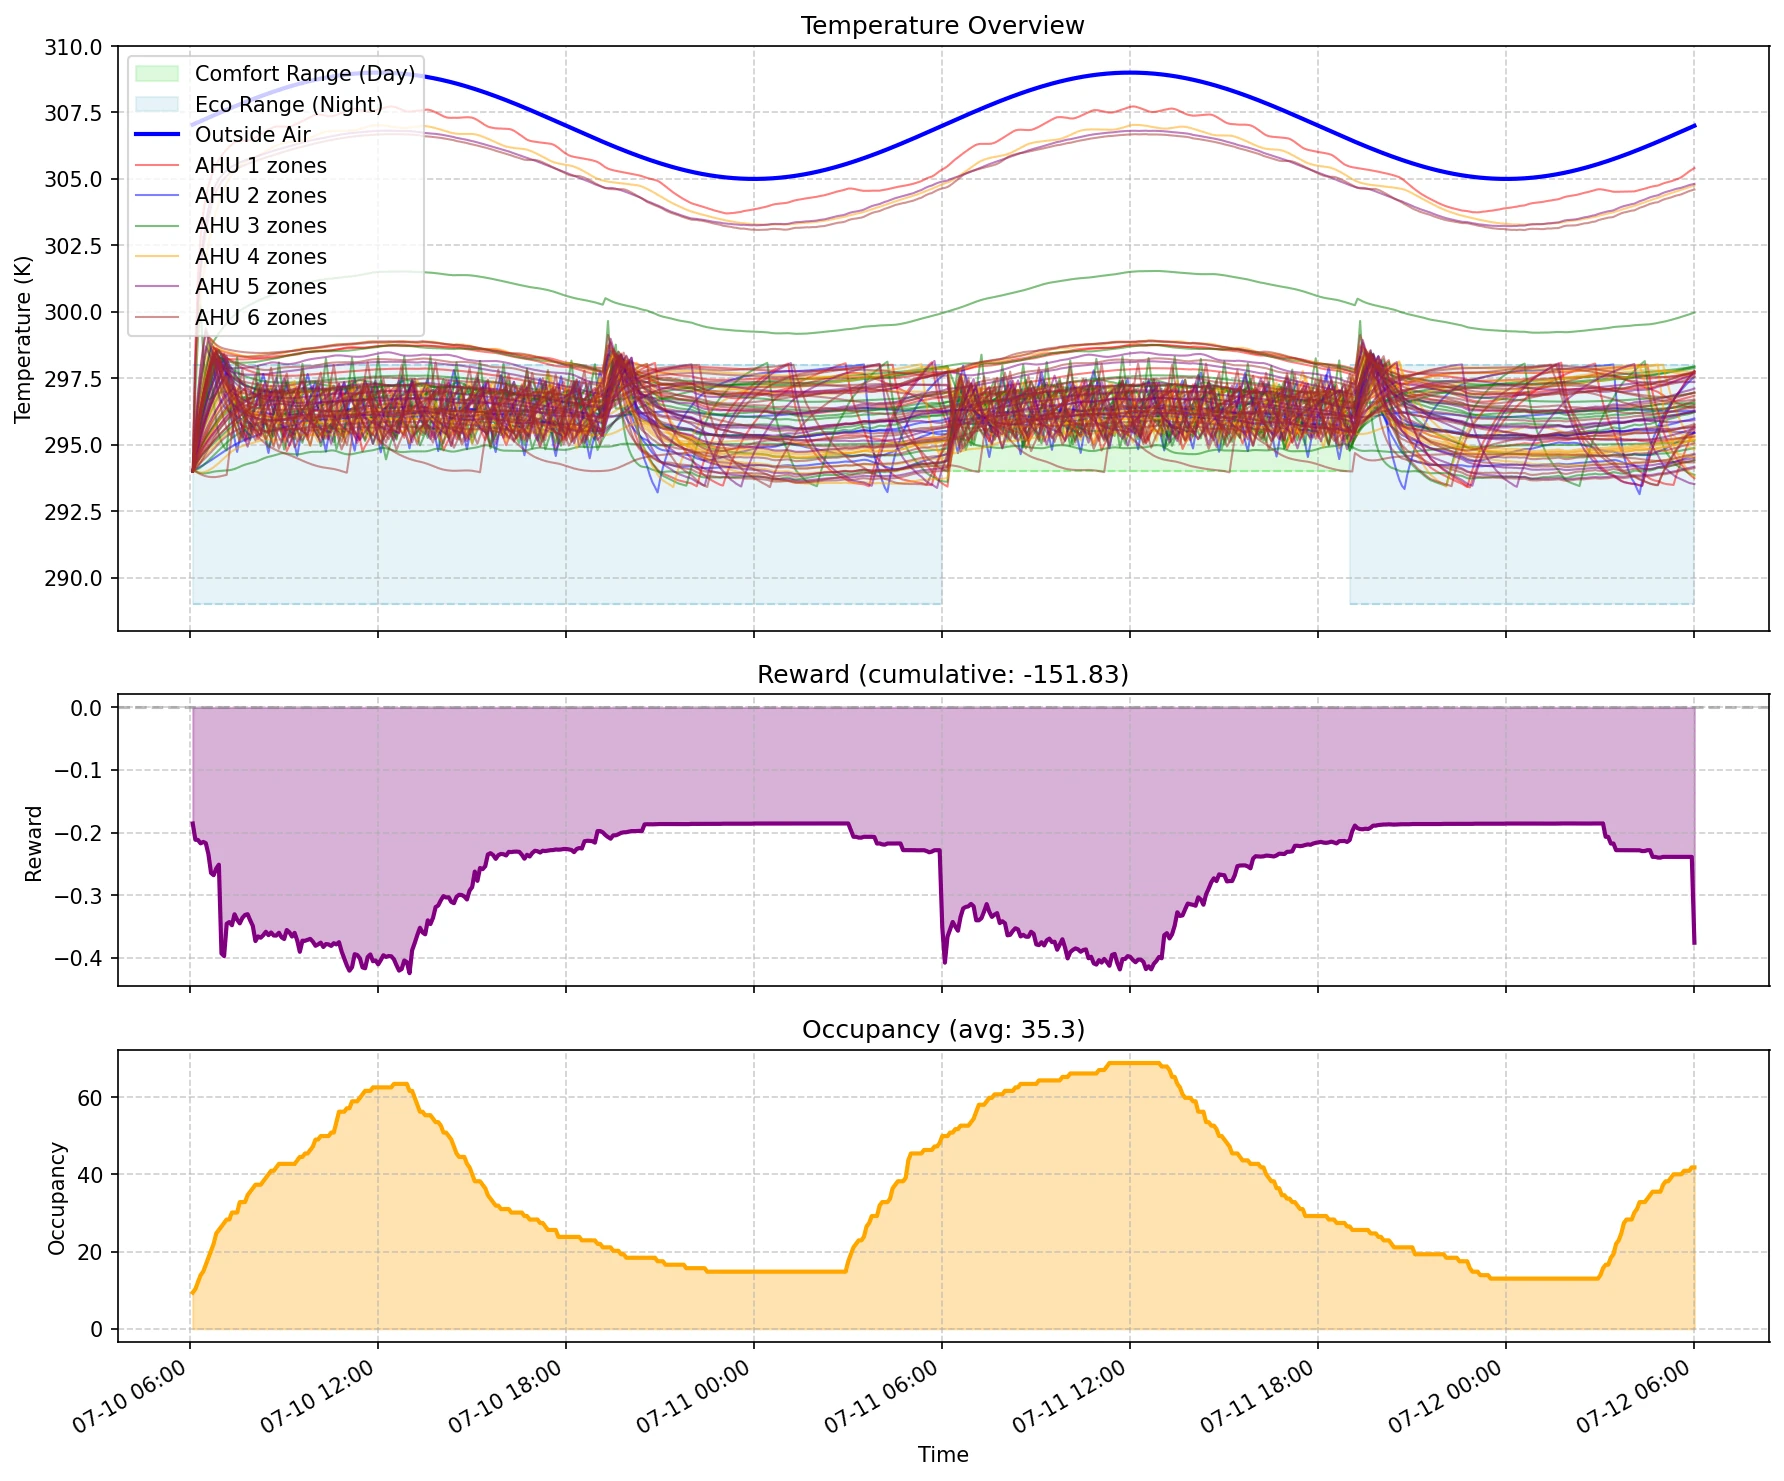 Temperature Overview
310.0
307.5
305.0
302.5
300.0
297.5
295.0
292.5
290.0
Temperature (K)
Comfort Range (Day)
Eco Range (Night)
Outside Air
AHU 1 zones
AHU 2 zones
AHU 3 zones
AHU 4 zones
AHU 5 zones
AHU 6 zones
Reward (cumulative: -151.83)
0.0
−0.1
−0.2
−0.3
−0.4
Reward
Occupancy (avg: 35.3)
60
40
20
0
Occupancy
07-10 06:00
07-10 12:00
07-10 18:00
07-11 00:00
07-11 06:00
07-11 12:00
07-11 18:00
07-12 00:00
07-12 06:00
Time